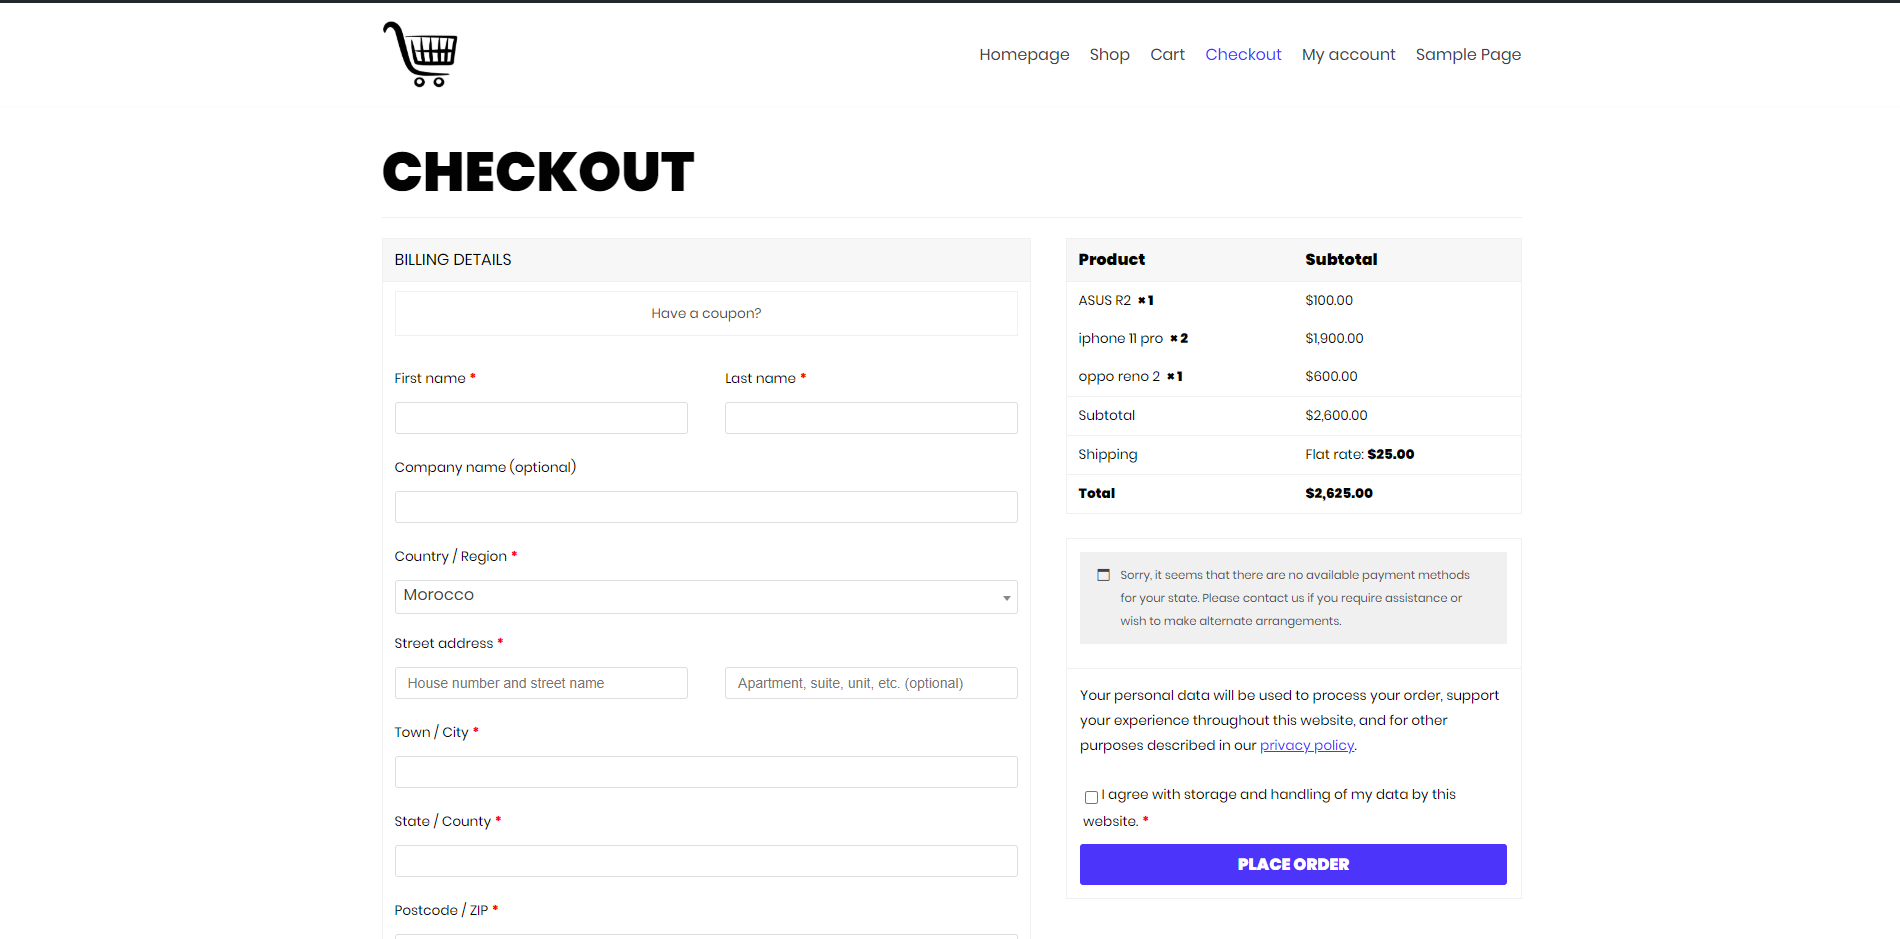 Homepage Shop Cart Checkout My account Sample Page
CHECKOUT
BILLING DETAILS
Have a coupon?
First name * Last name *
Company name (optional)
Country / Region *
Morocco
Street address *
House number and street name Apartment, suite, unit, etc. (optional)
Town / City *
State / County *
Postcode / ZIP *
Product Subtotal
ASUS R2 × 1 $100.00
iphone 11 pro × 2 $1,900.00
oppo reno 2 × 1 $600.00
Subtotal $2,600.00
Shipping Flat rate: $25.00
Total $2,625.00
Sorry, it seems that there are no available payment methods
for your state. Please contact us if you require assistance or
wish to make alternate arrangements.
Your personal data will be used to process your order, support
your experience throughout this website, and for other
purposes described in our privacy policy.
I agree with storage and handling of my data by this
website. *
PLACE ORDER